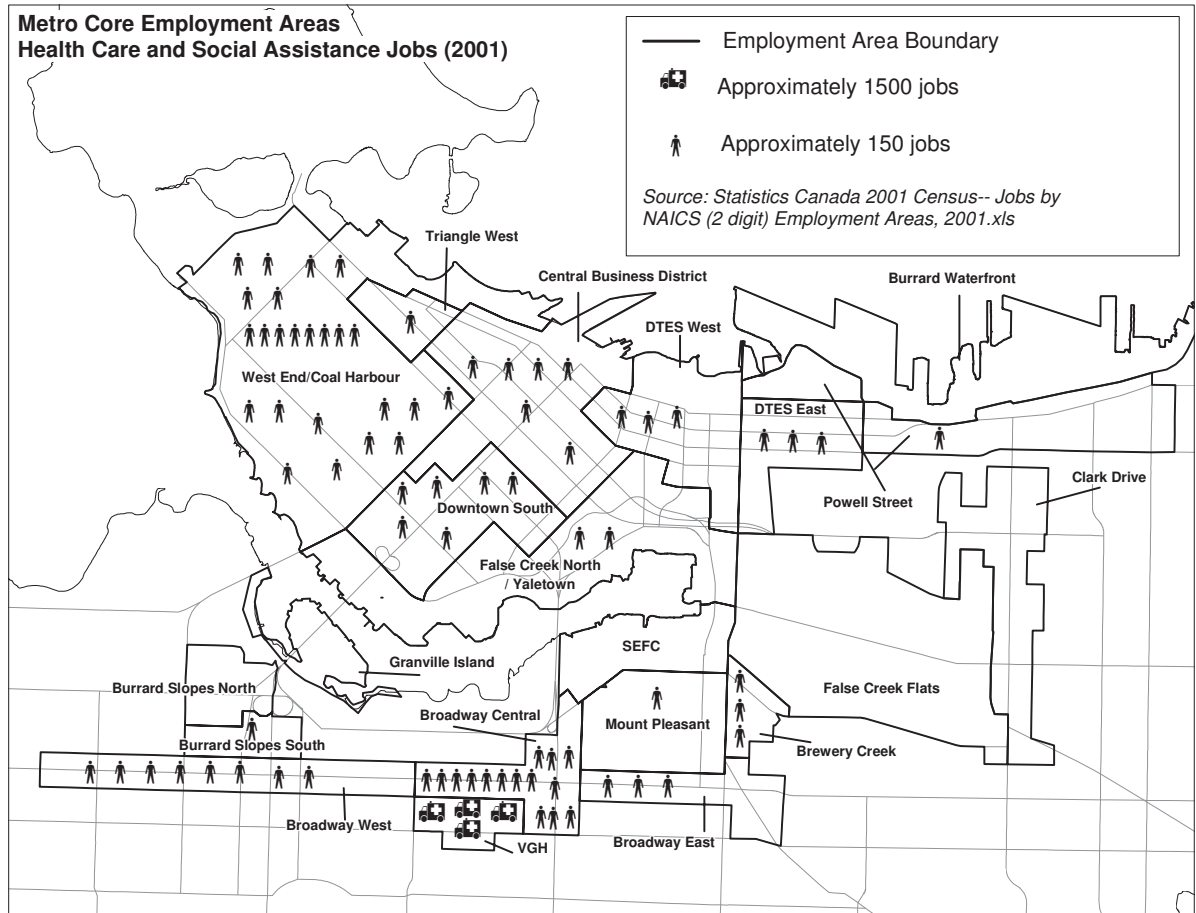 Metro Core Employment Areas
Health Care and Social Assistance Jobs (2001)
Employment Area Boundary
Approximately 1500 jobs
Approximately 150 jobs
Source: Statistics Canada 2001 Census-- Jobs by
NAICS (2 digit) Employment Areas, 2001.xls
Triangle West
Central Business District
Burrard Waterfront
DTES West
West End/Coal Harbour
DTES East
Clark Drive
Powell Street
Downtown South
False Creek North
/ Yaletown
SEFC
Granville Island
Burrard Slopes North
False Creek Flats
Broadway Central
Mount Pleasant
Burrard Slopes South
Brewery Creek
Broadway West
Broadway East
VGH